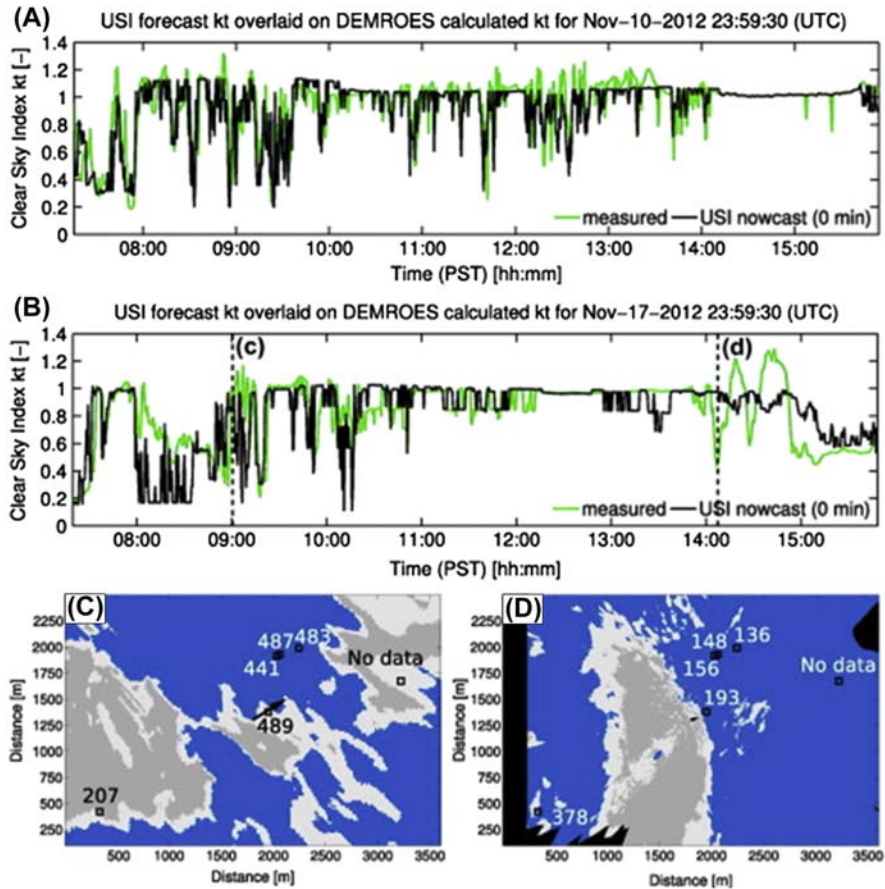 (A)
USI forecast kt overlaid on DEMROES calculated kt for Nov-10-2012 23:59:30 (UTC)
Clear Sky Index kt [-]
1.4
1.2
1
0.8
0.6
0.4
0.2
0
measured
USI nowcast (0 min)
08:00 09:00 10:00 11:00 12:00 13:00 14:00 15:00
Time (PST) [hh:mm]
(B)
USI forecast kt overlaid on DEMROES calculated kt for Nov-17-2012 23:59:30 (UTC)
Clear Sky Index kt [-]
1.4
1.2
1
0.8
0.6
0.4
0.2
0
(c)
(d)
measured
USI nowcast (0 min)
08:00 09:00 10:00 11:00 12:00 13:00 14:00 15:00
Time (PST) [hh:mm]
(C)
Distance [m]
2250
2000
1750
1500
1250
1000
750
500
250
487 483
441
No data
489
207
500 1000 1500 2000 2500 3000 3500
Distance [m]
(D)
Distance [m]
2250
2000
1750
1500
1250
1000
750
500
250
148 136
156
No data
193
378
500 1000 1500 2000 2500 3000 3500
Distance [m]